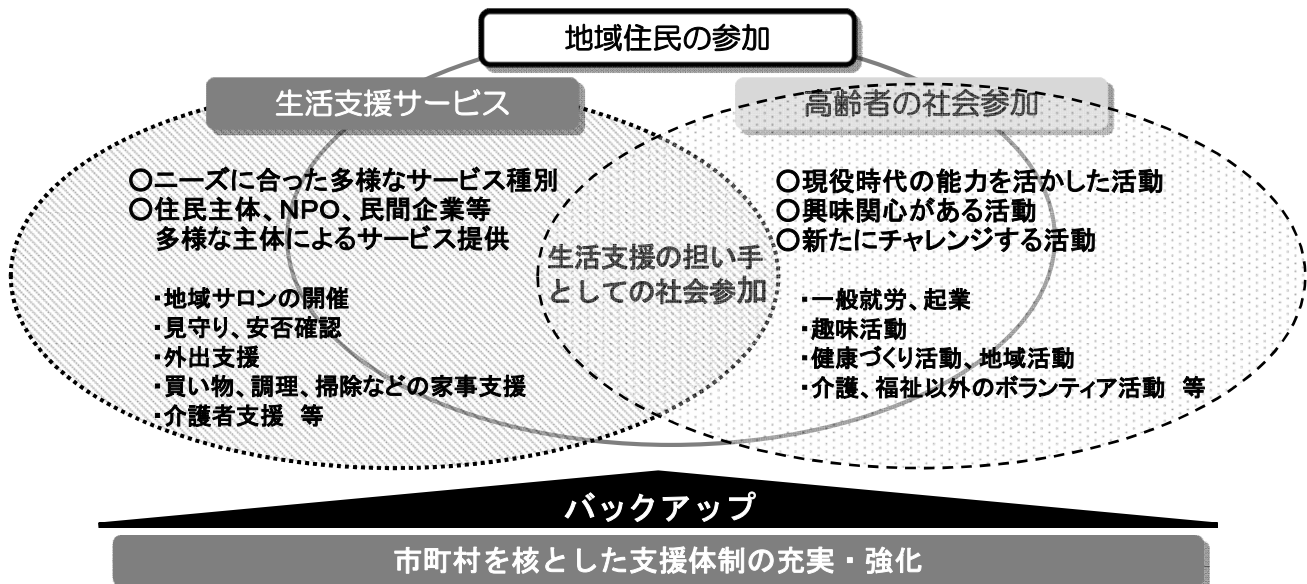 地域住民の参加
生活支援サービス
○ニーズに合った多様なサービス種別
○住民主体、NPO、民間企業等
多様な主体によるサービス提供
・地域サロンの開催
・見守り、安否確認
・外出支援
・買い物、調理、掃除などの家事支援
・介護者支援 等
生活支援の担い手
としての社会参加
高齢者の社会参加
○現役時代の能力を活かした活動
○興味関心がある活動
○新たにチャレンジする活動
・一般就労、起業
・趣味活動
・健康づくり活動、地域活動
・介護、福祉以外のボランティア活動 等
バックアップ
市町村を核とした支援体制の充実・強化